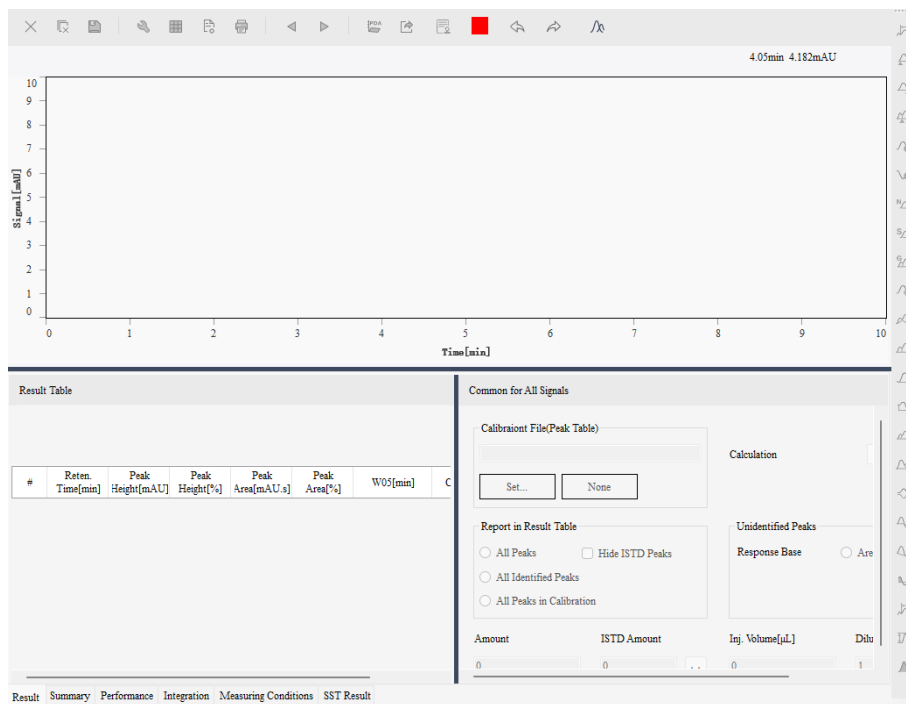 PDA
4.05min 4.182mAU
10
9
8
7
6
5
4
3
2
1
0
Signal[mAU]
0 1 2 3 4 5 6 7 8 9 10
Time[min]
Result Table
Common for All Signals
# Reten. Time[min] Peak Height[mAU] Peak Height[%] Peak Area[mAU.s] Peak Area[%] W05[min] C
Calibraiont File(Peak Table)
Calculation
Set... None
Report in Result Table
Unidentified Peaks
All Peaks Hide ISTD Peaks
Response Base Are
All Identified Peaks
All Peaks in Calibration
Amount ISTD Amount Inj. Volume[µL] Dilu
0 0 .. 0 1
Result Summary Performance Integration Measuring Conditions SST Result